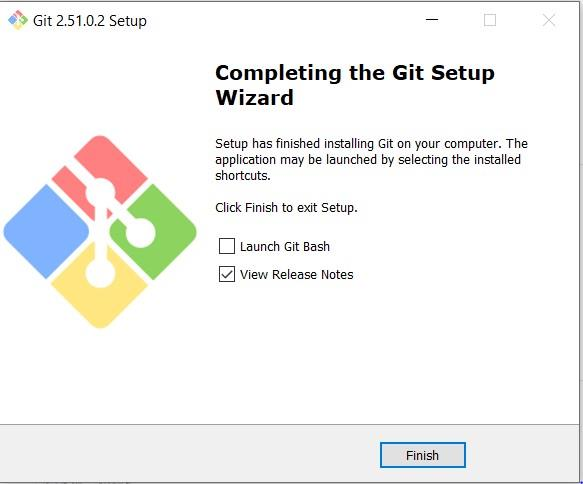 Git 2.51.0.2 Setup
Completing the Git Setup
Wizard
Setup has finished installing Git on your computer. The
application may be launched by selecting the installed
shortcuts.
Click Finish to exit Setup.
Launch Git Bash
View Release Notes
Finish